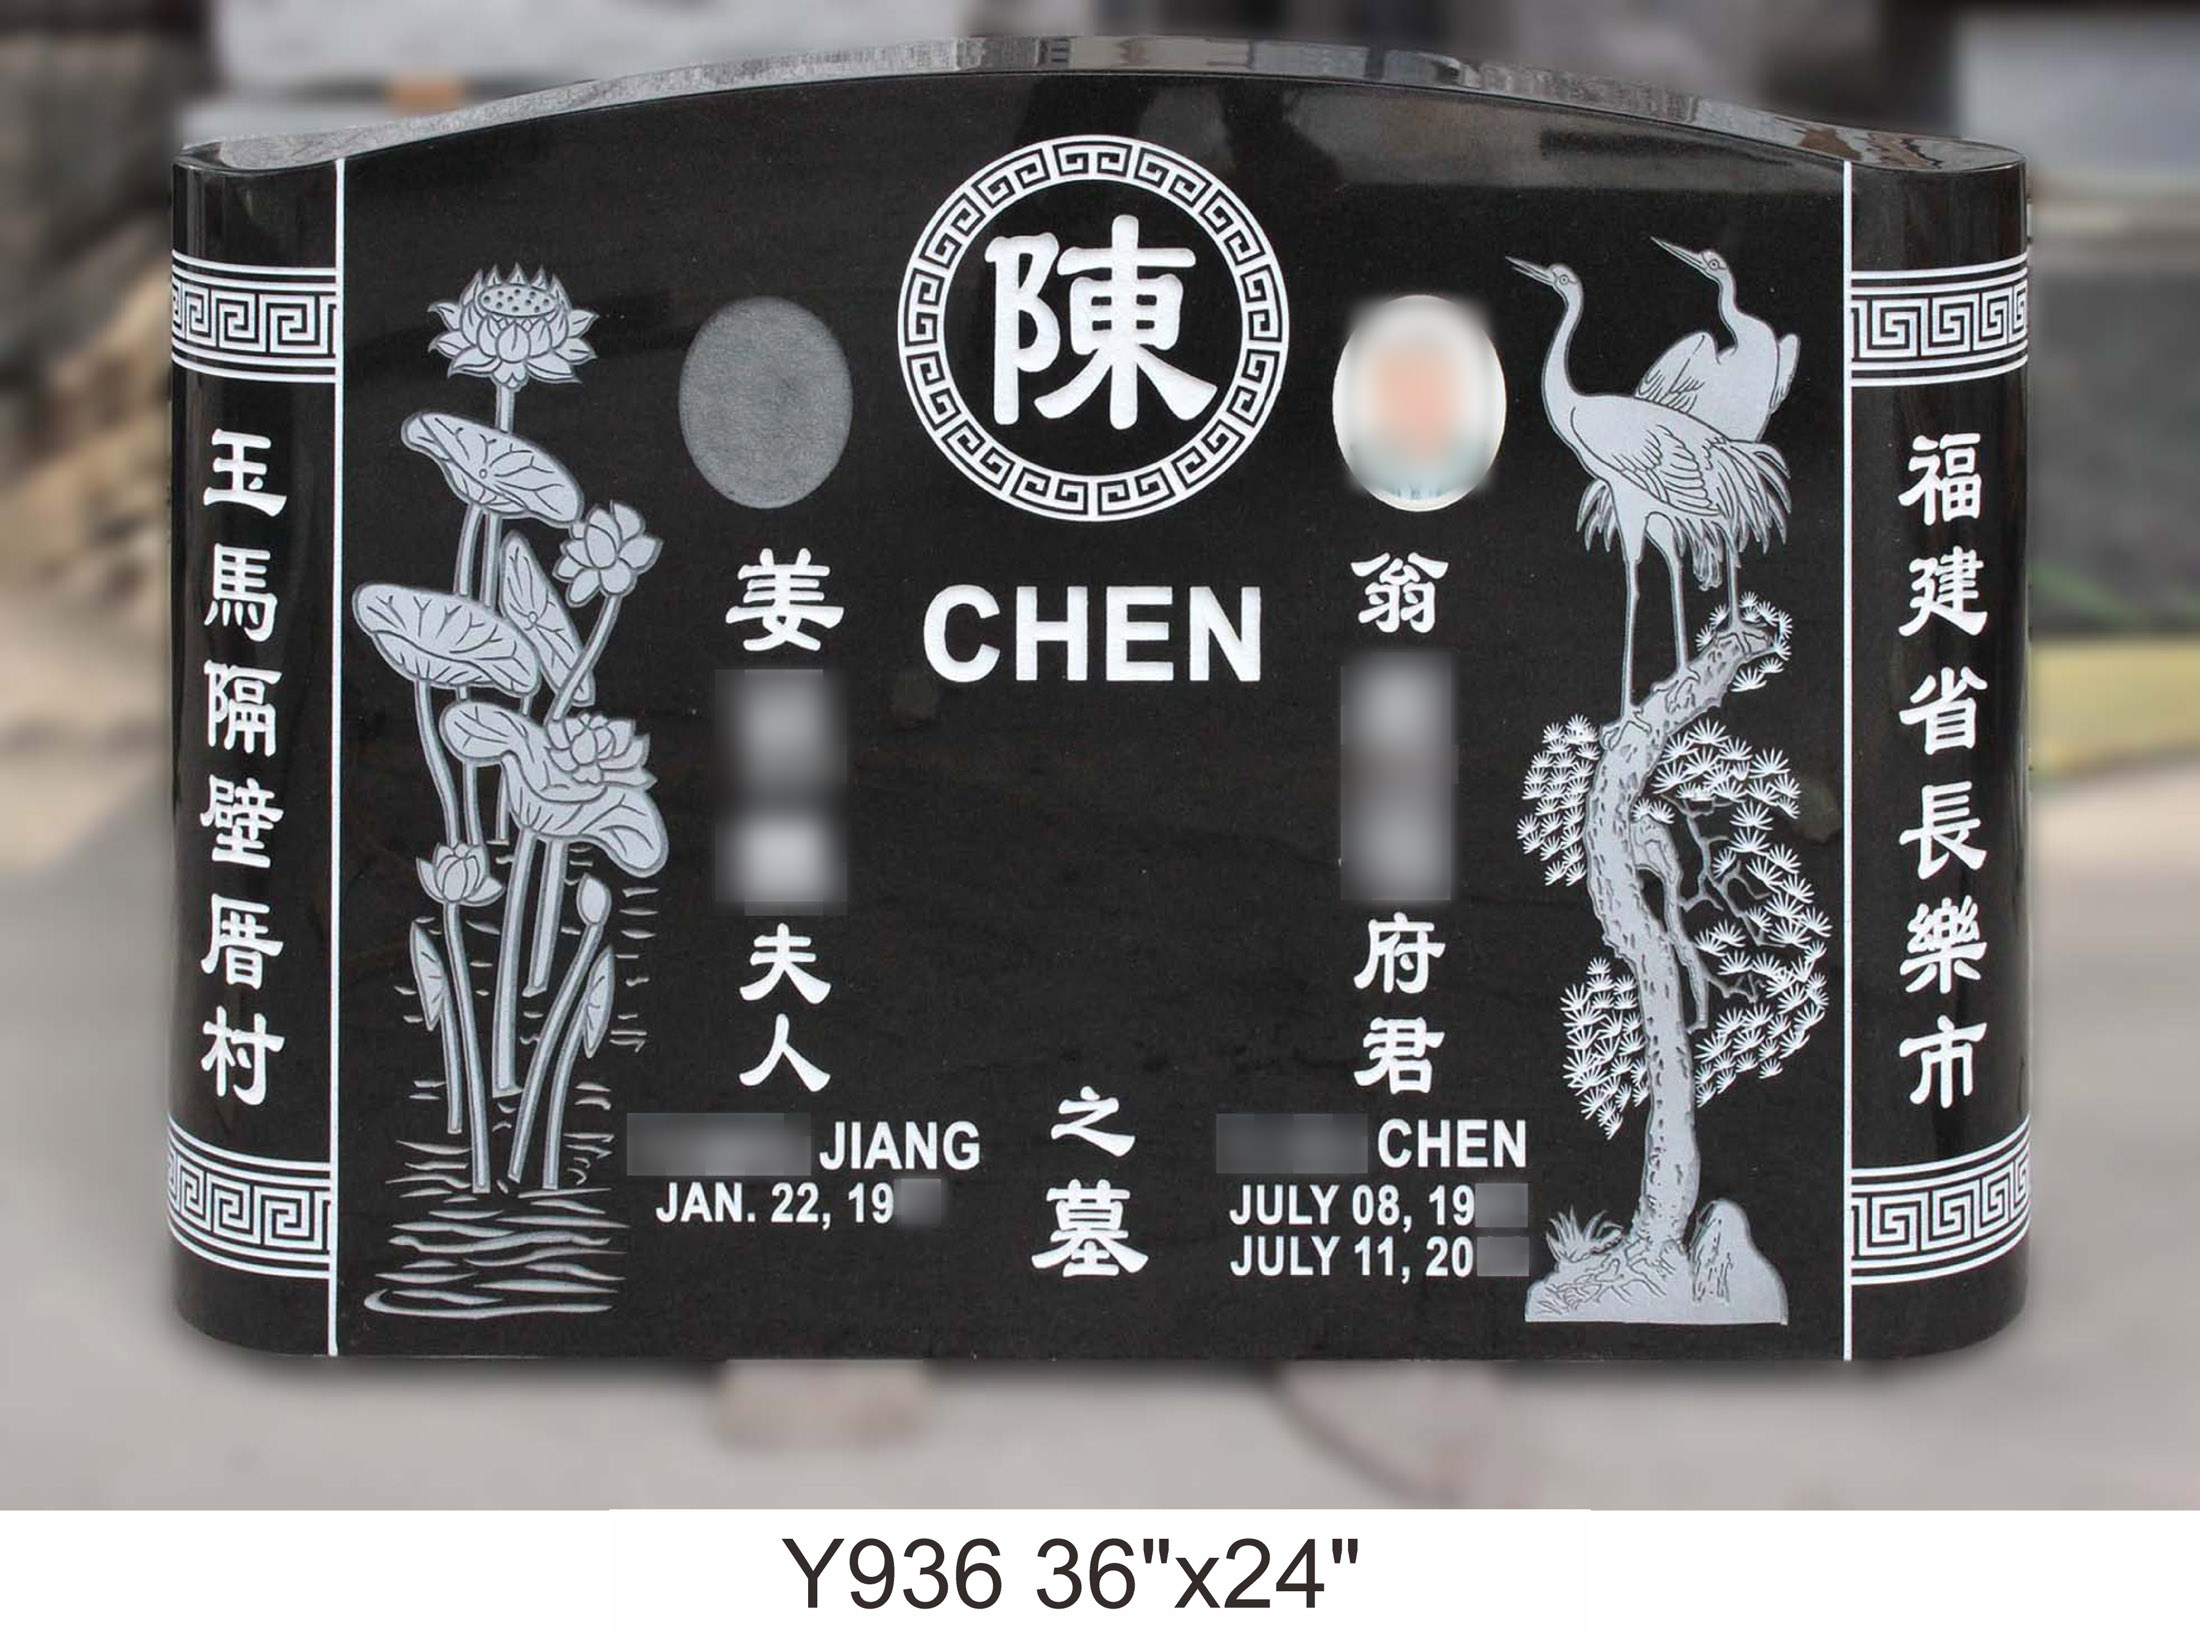 陳
CHEN
福建省長樂市
翁
府君
CHEN
JULY 08, 19
JULY 11, 20
之墓
姜
夫人
JIANG
JAN. 22, 19
玉馬隔壁厝村
Y936 36"x24"